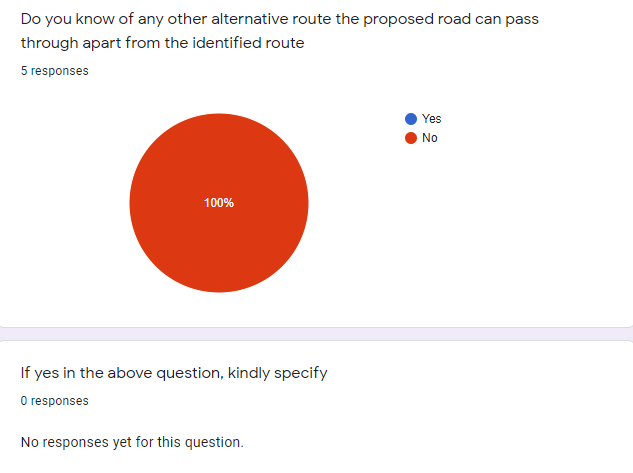 Do you know of any other alternative route the proposed road can pass
through apart from the identified route
5 responses
Yes
No
100%
If yes in the above question, kindly specify
0 responses
No responses yet for this question.